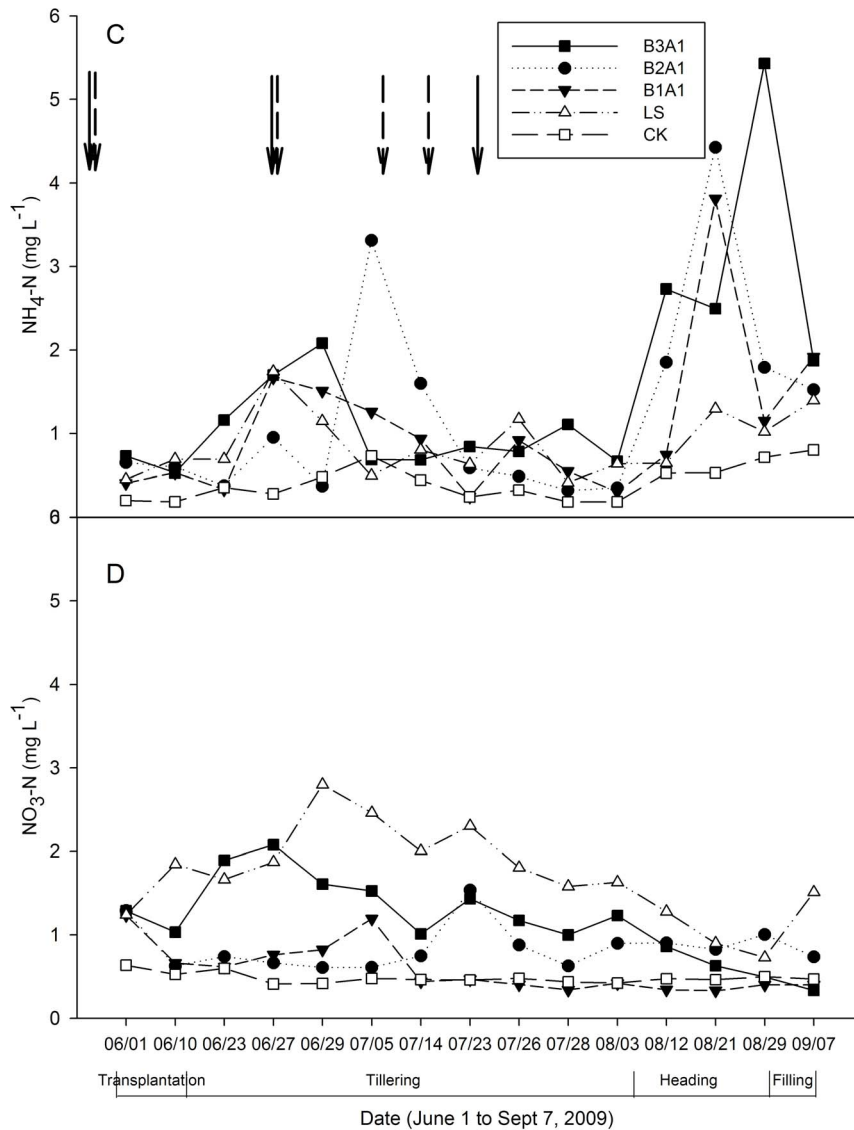 C
B3A1
B2A1
B1A1
LS
CK
6
5
4
3
2
1
0
NH4-N (mg L-1)
D
6
5
4
3
2
1
0
NO3-N (mg L-1)
06/01 06/10 06/23 06/27 06/29 07/05 07/14 07/23 07/26 07/28 08/03 08/12 08/21 08/29 09/07
Transplantation Tillering Heading Filling
Date (June 1 to Sept 7, 2009)